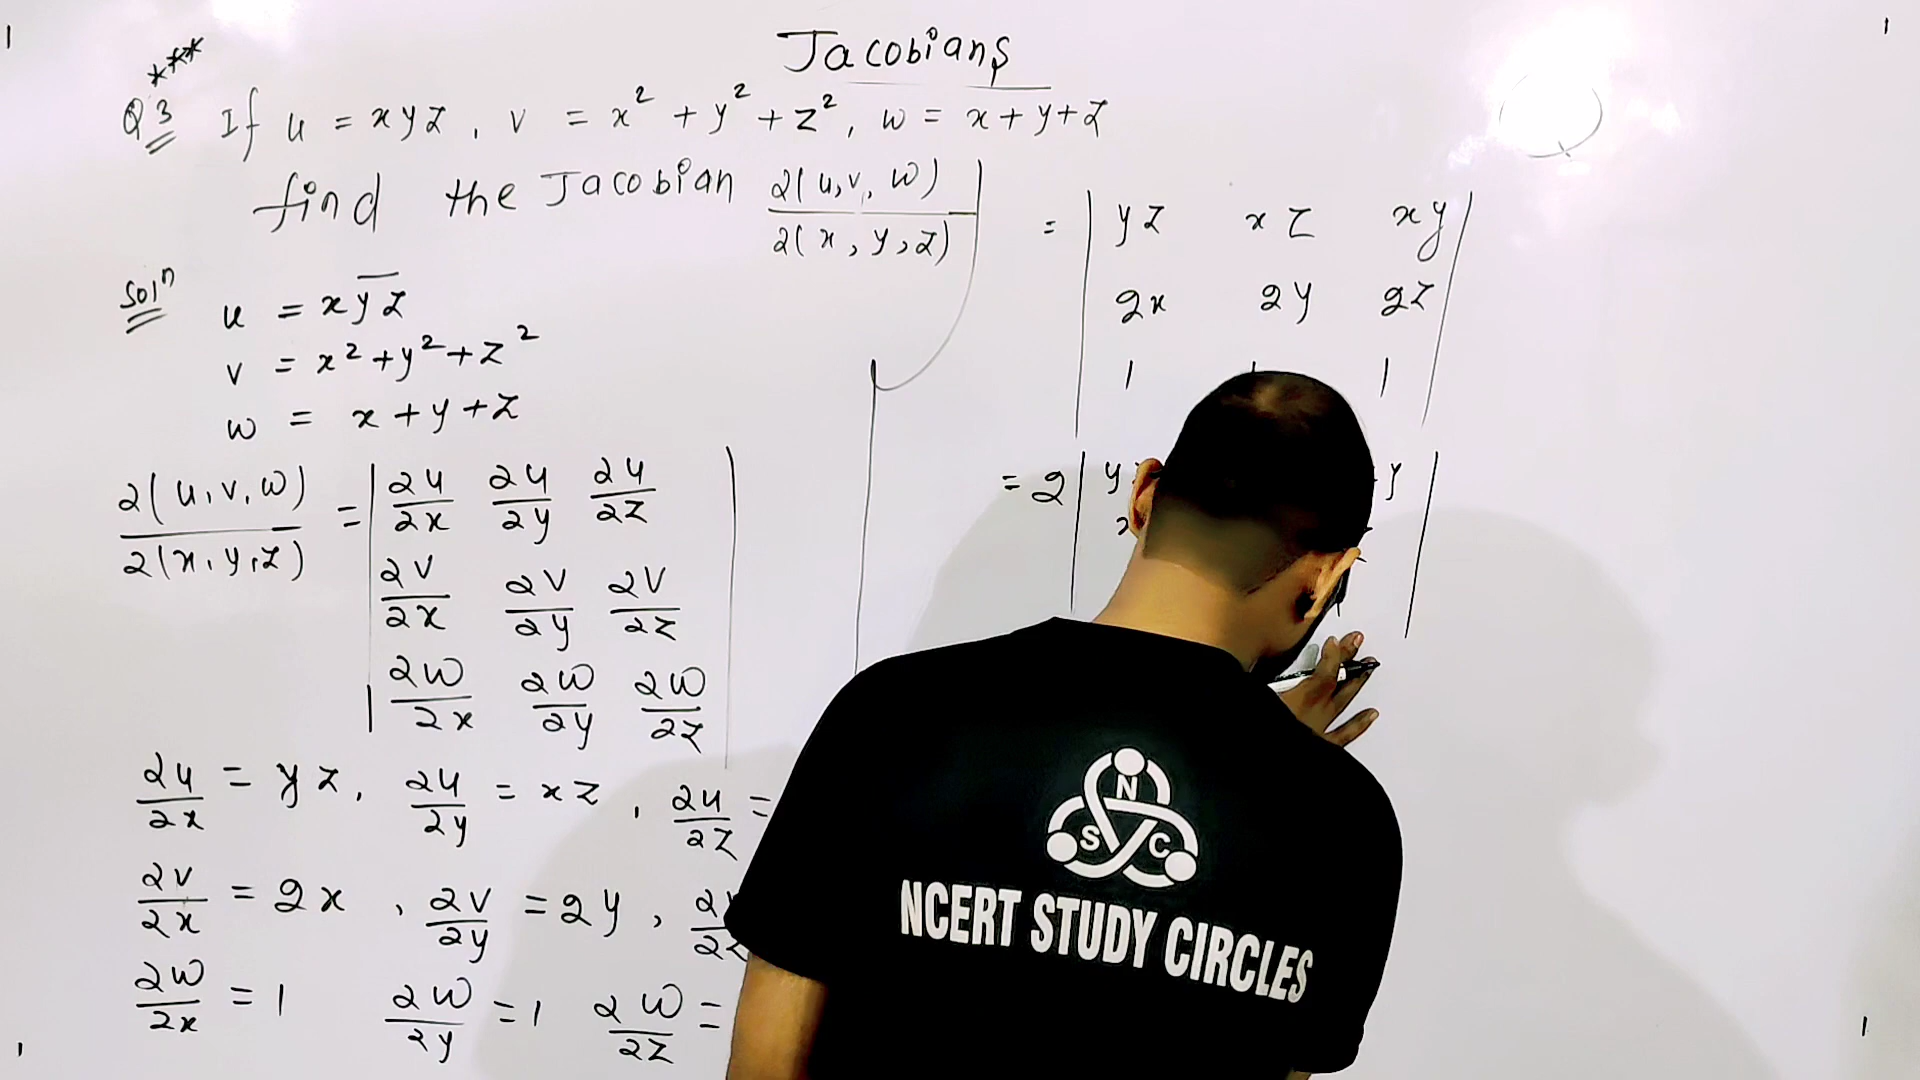 Jacobians
***
Q3 If u = xyz, v = x² + y² + z², w = x+y+z
find the Jacobian ∂(u,v,w)/∂(x,y,z)
Solⁿ u = xyz
v = x²+y²+z²
w = x+y+z
∂(u,v,w)/∂(x,y,z) = | ∂u/∂x ∂u/∂y ∂u/∂z |
∂v/∂x ∂v/∂y ∂v/∂z
∂w/∂x ∂w/∂y ∂w/∂z
∂u/∂x = yz, ∂u/∂y = xz, ∂u/∂z =
∂v/∂x = 2x, ∂v/∂y = 2y,
∂w/∂x = 1 ∂w/∂y = 1 ∂w/∂z =
= | yz xz xy |
2x 2y 2z
1 1 1
= 2 | y y |
N
S C
NCERT STUDY CIRCLES